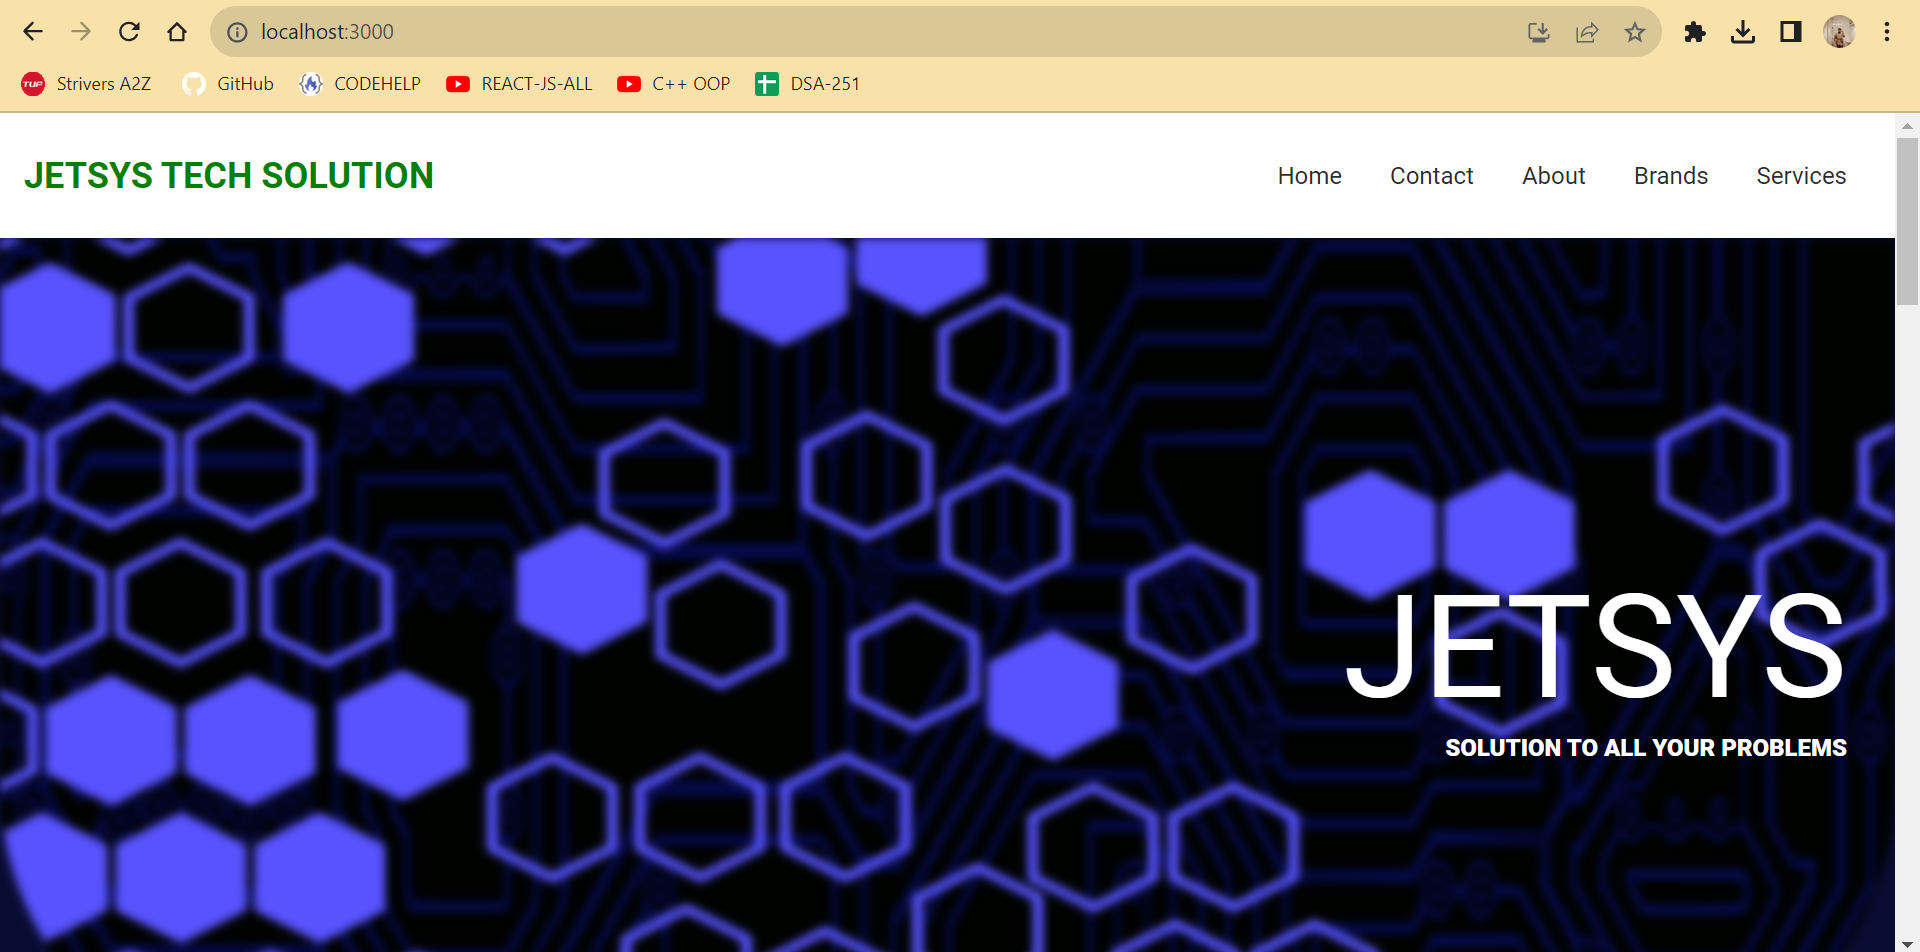 localhost:3000
TUF Strivers A2Z GitHub CODEHELP REACT-JS-ALL C++ OOP DSA-251
JETSYS TECH SOLUTION
Home Contact About Brands Services
JETSYS
SOLUTION TO ALL YOUR PROBLEMS